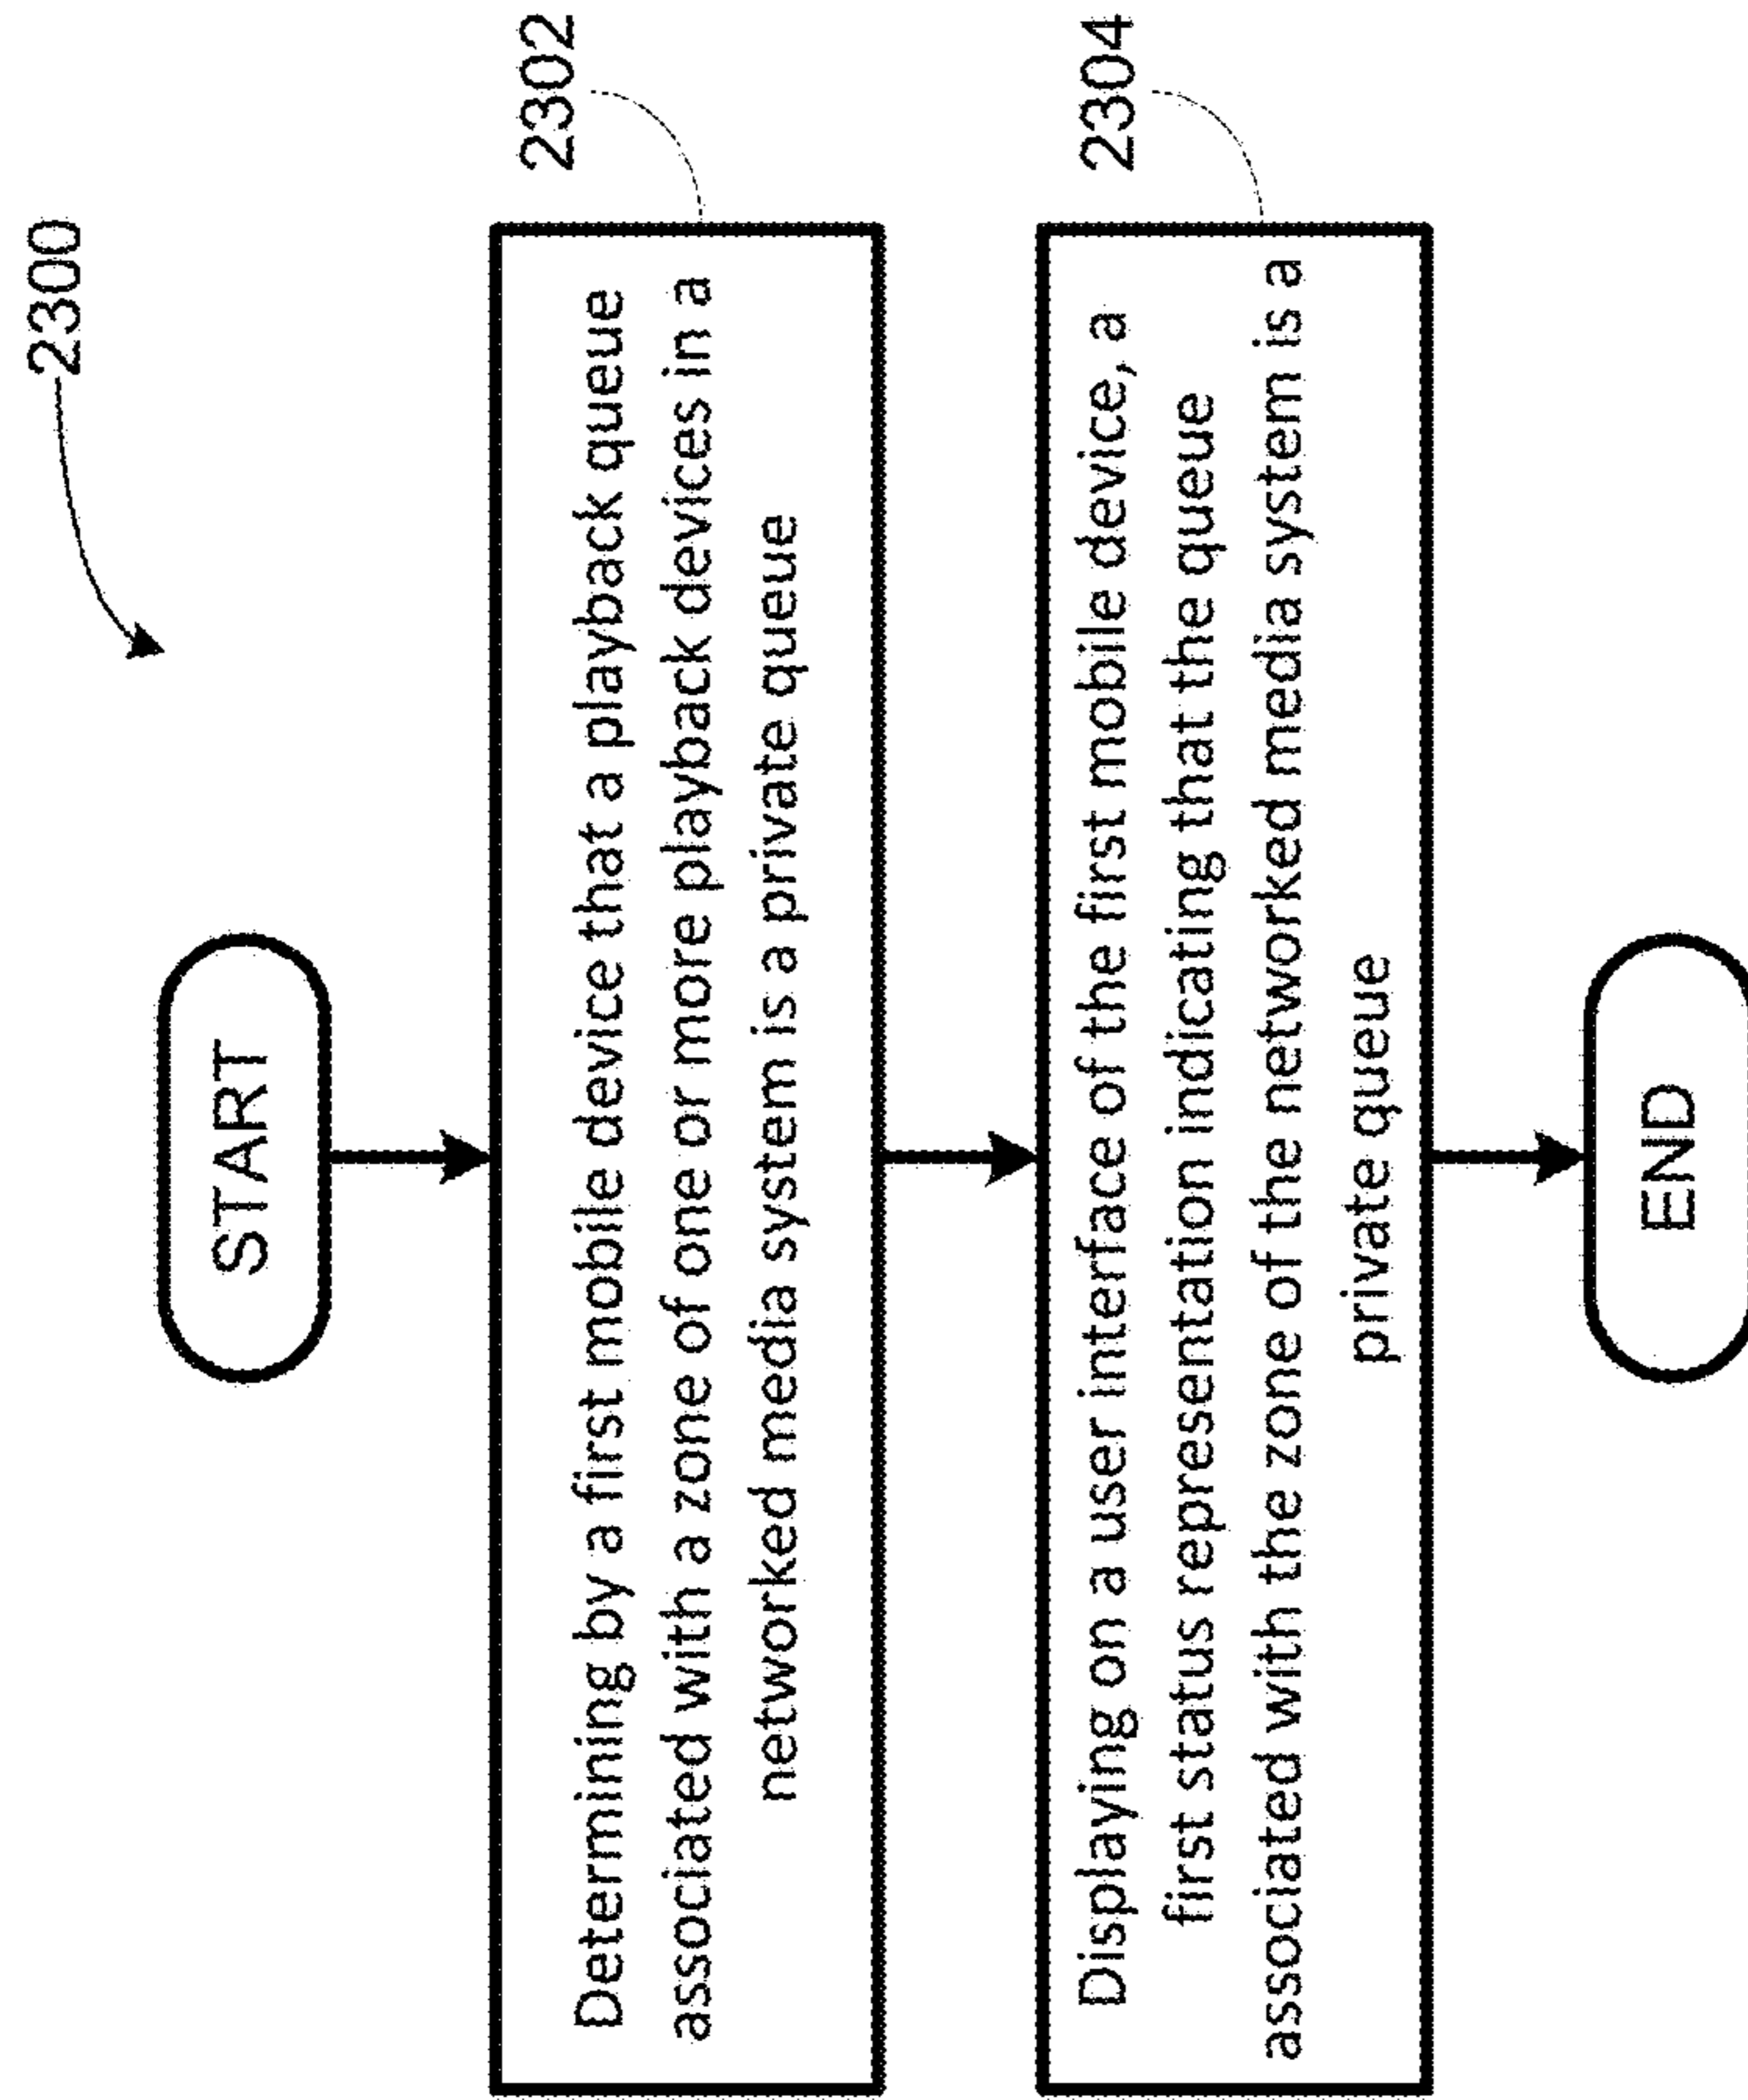 2300
START
Determining by a first mobile device that a playback queue
associated with a zone of one or more playback devices in a
networked media system is a private queue
2302
Displaying on a user interface of the first mobile device, a
first status representation indicating that the queue
associated with the zone of the networked media system is a
private queue
2304
END